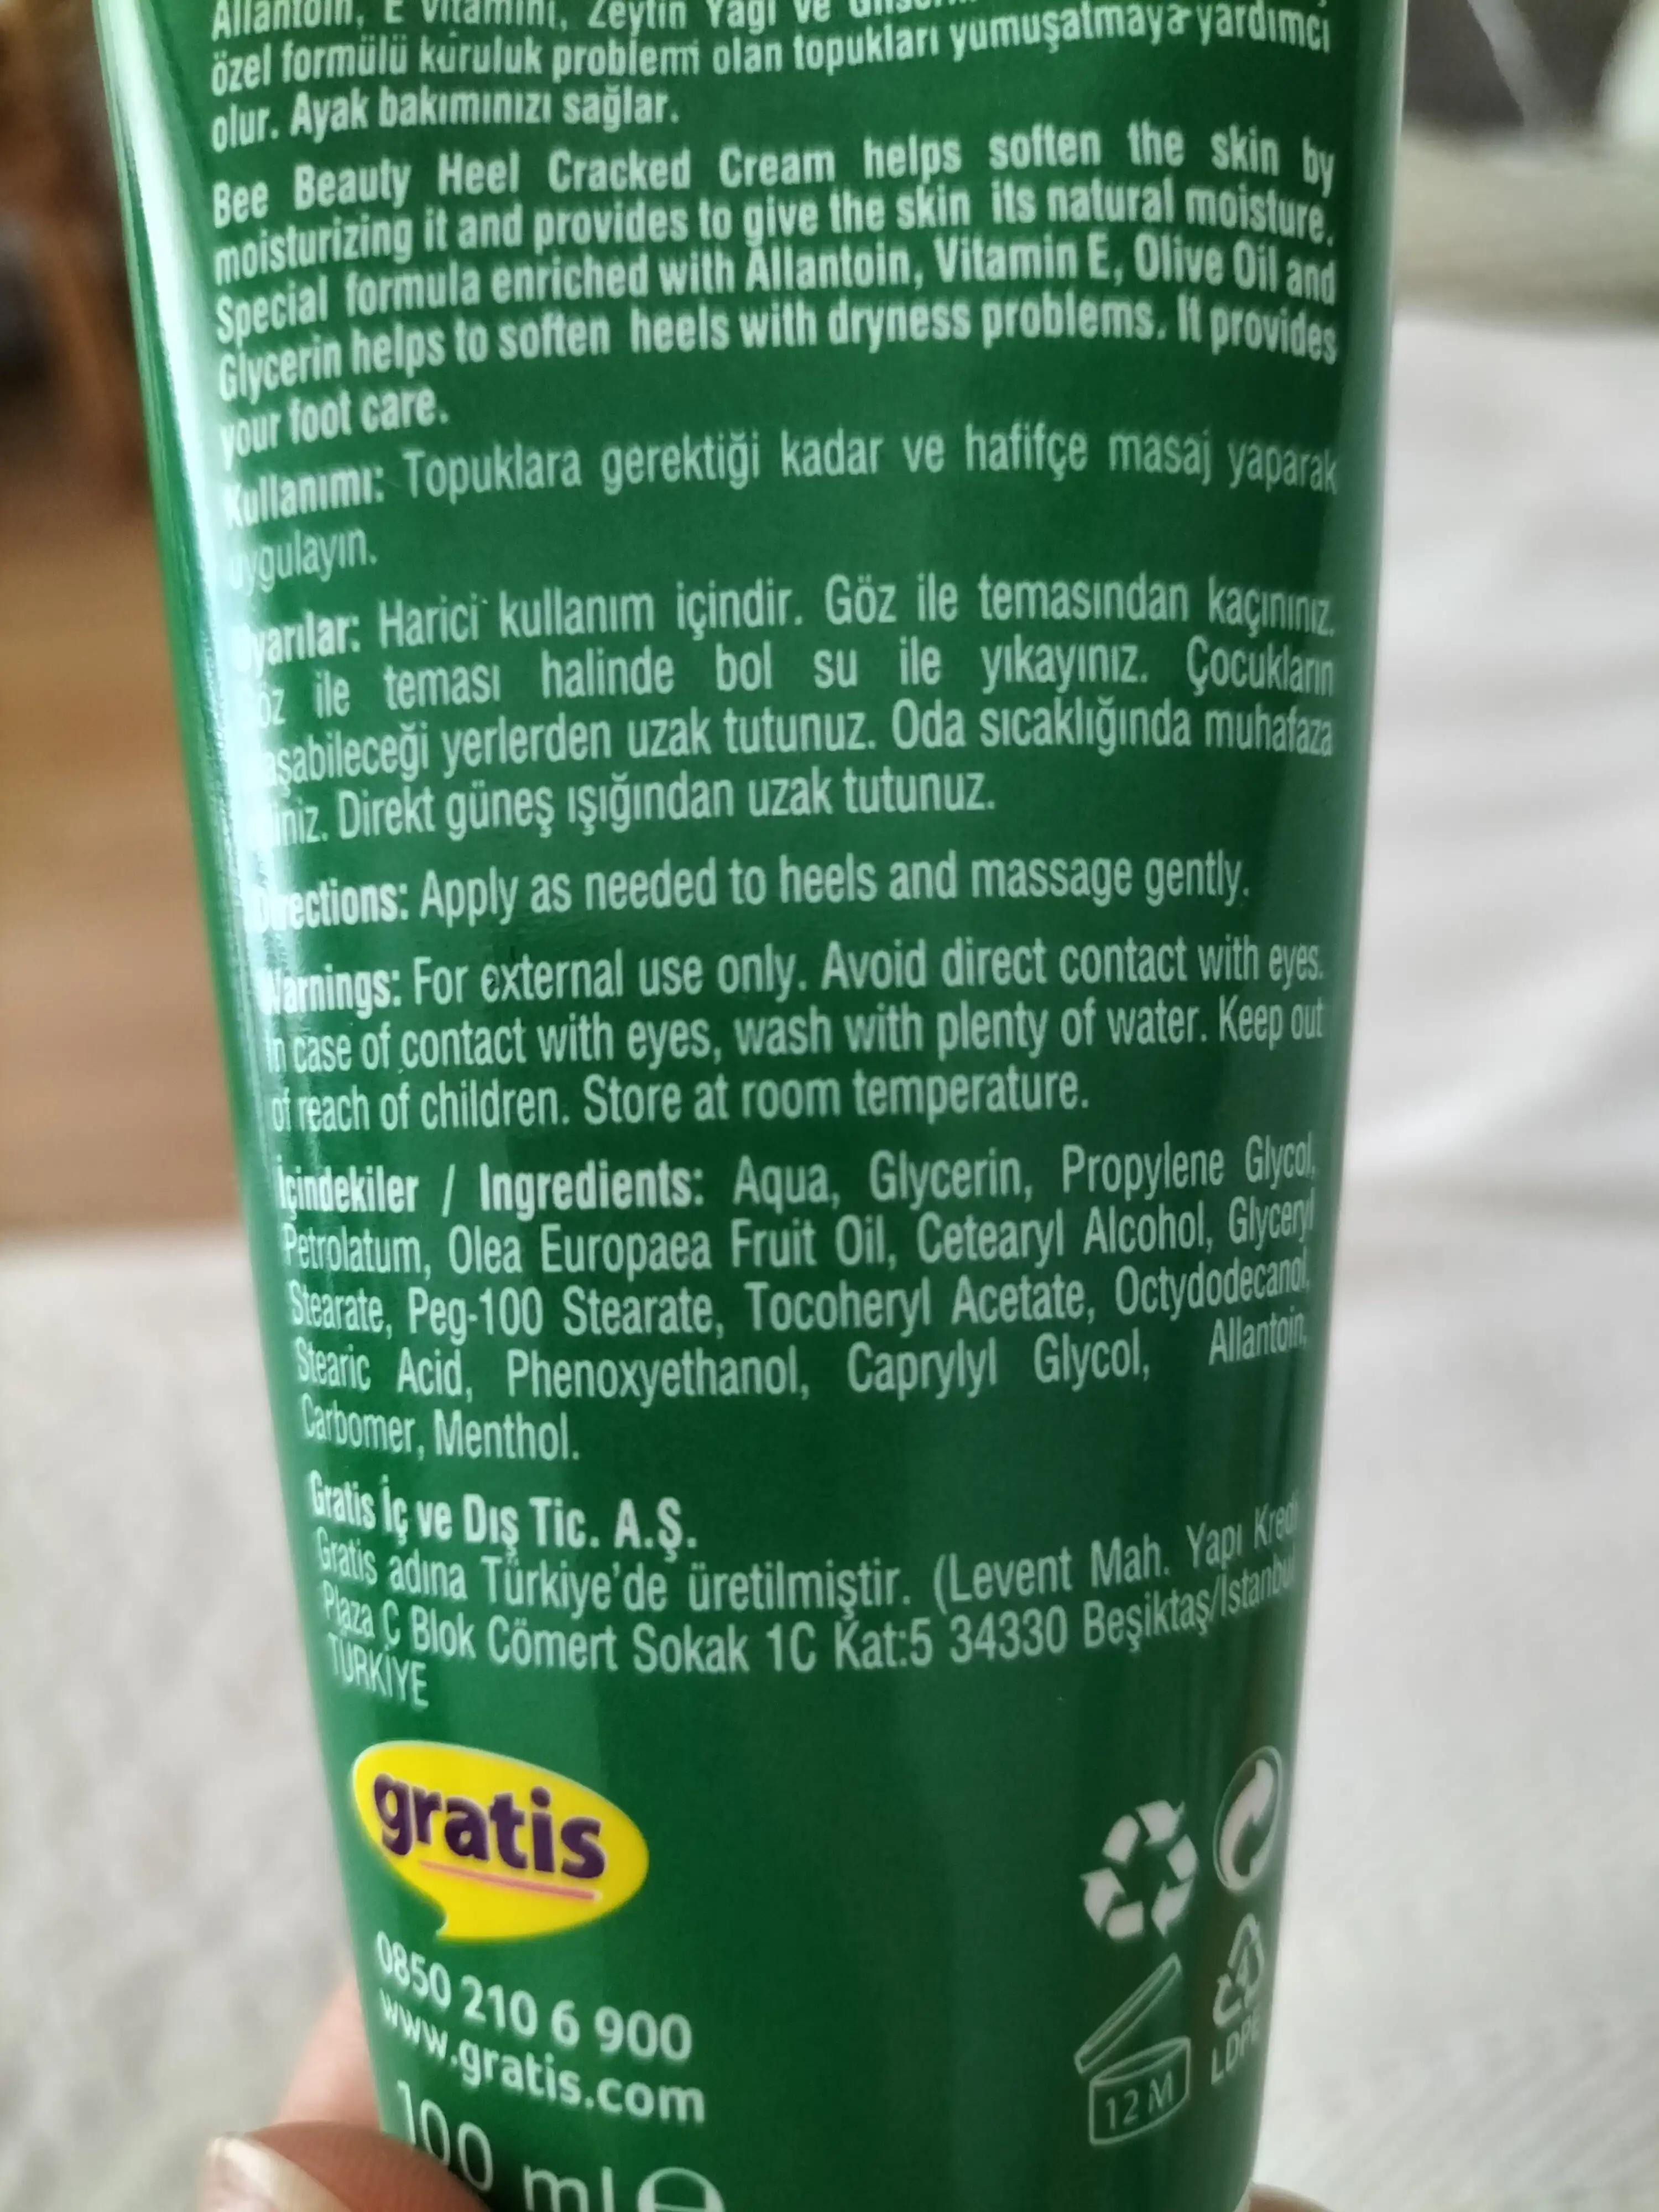 Allantoin, E Vitamini, Zeytin Yağı ve
özel formülü kuruluk problemi olan topukları yumuşatmaya yardımcı
olur. Ayak bakımınızı sağlar.
Bee Beauty Heel Cracked Cream helps soften the skin by
moisturizing it and provides to give the skin its natural moisture.
Special formula enriched with Allantoin, Vitamin E, Olive Oil and
Glycerin helps to soften heels with dryness problems. It provides
your foot care.
Kullanımı: Topuklara gerektiği kadar ve hafifçe masaj yaparak
uygulayın.
Uyarılar: Harici kullanım içindir. Göz ile temasından kaçınınız.
Göz ile teması halinde bol su ile yıkayınız. Çocukların
ulaşabileceği yerlerden uzak tutunuz. Oda sıcaklığında muhafaza
ediniz. Direkt güneş ışığından uzak tutunuz.
Directions: Apply as needed to heels and massage gently.
Warnings: For external use only. Avoid direct contact with eyes.
In case of contact with eyes, wash with plenty of water. Keep out
of reach of children. Store at room temperature.
İçindekiler / Ingredients: Aqua, Glycerin, Propylene Glycol,
Petrolatum, Olea Europaea Fruit Oil, Cetearyl Alcohol, Glyceryl
Stearate, Peg-100 Stearate, Tocoheryl Acetate, Octydodecanol,
Stearic Acid, Phenoxyethanol, Caprylyl Glycol, Allantoin,
Carbomer, Menthol.
Gratis İç ve Dış Tic. A.Ş.
Gratis adına Türkiye'de üretilmiştir. (Levent Mah. Yapı Kredi
Plaza C Blok Cömert Sokak 1C Kat:5 34330 Beşiktaş/İstanbul
TÜRKİYE
gratis
0850 210 6 900
www.gratis.com
100 ml e
12 M
4
LDPE